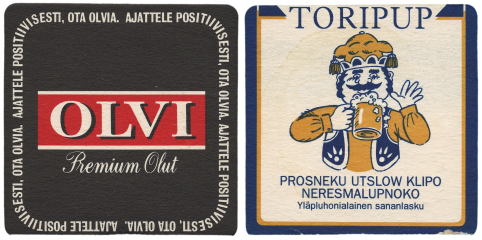 AJATTELE POSITIIVISESTI, OTA OLVIA. AJATTELE POSITIIVISESTI, OTA OLVIA. AJATTELE POSITIIVISESTI, OTA OLVIA. AJATTELE POSITIIVISESTI, OTA OLVIA.
OLVI
Premium Olut
TORIPUP
PROSNEKU UTSLOW KLIPO
NERESMALUPNOKO
Yläpluhonialainen sananlasku